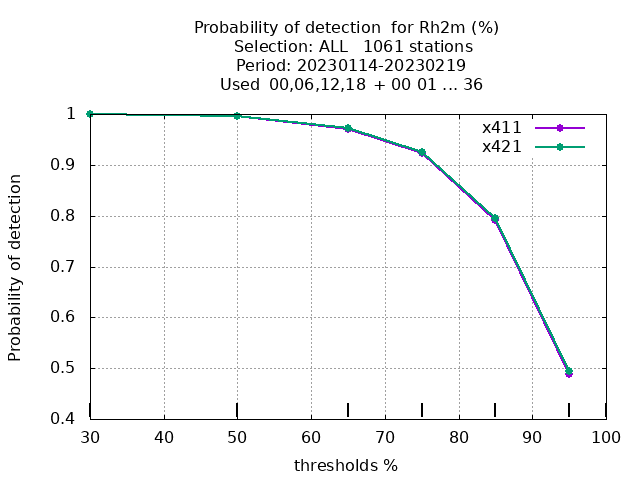 Probability of detection  for Rh2m (%)
Selection: ALL   1061 stations
Period: 20230114-20230219
Used  00,06,12,18  + 00 01 ... 36
x411
x421
1
0.9
0.8
0.7
0.6
0.5
0.4
Probability of detection
30 40 50 60 70 80 90 100
thresholds %